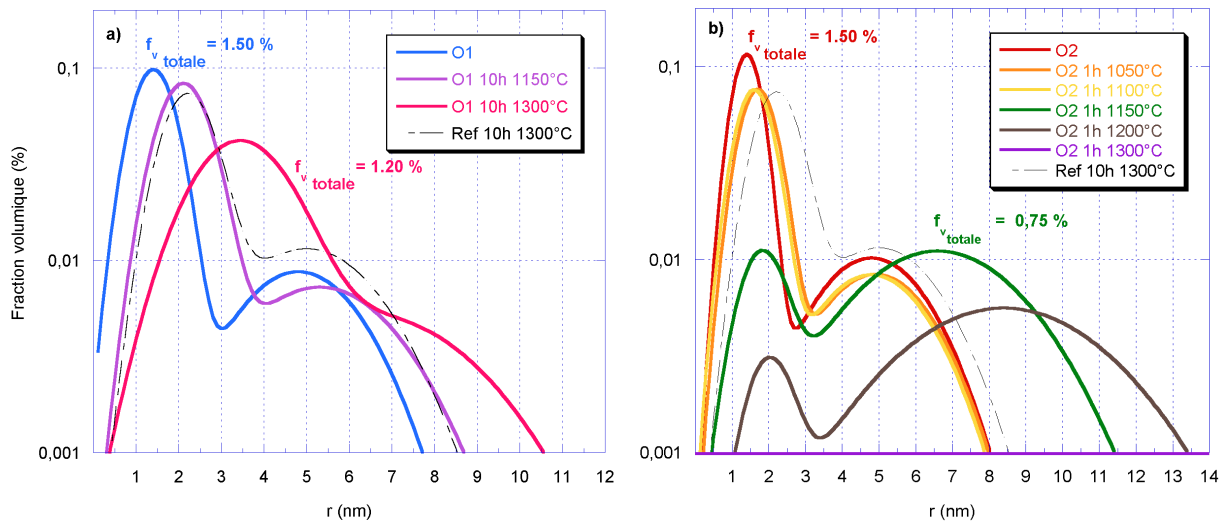 a)
f v totale = 1.50 %
O1
O1 10h 1150°C
O1 10h 1300°C
Ref 10h 1300°C
f v totale = 1.20 %
Fraction volumique (%)
0,1
0,01
0,001
1 2 3 4 5 6 7 8 9 10 11 12
r (nm)
b)
f v totale = 1.50 %
O2
O2 1h 1050°C
O2 1h 1100°C
O2 1h 1150°C
O2 1h 1200°C
O2 1h 1300°C
Ref 10h 1300°C
f v totale = 0,75 %
0,1
0,01
0,001
1 2 3 4 5 6 7 8 9 10 11 12 13 14
r (nm)